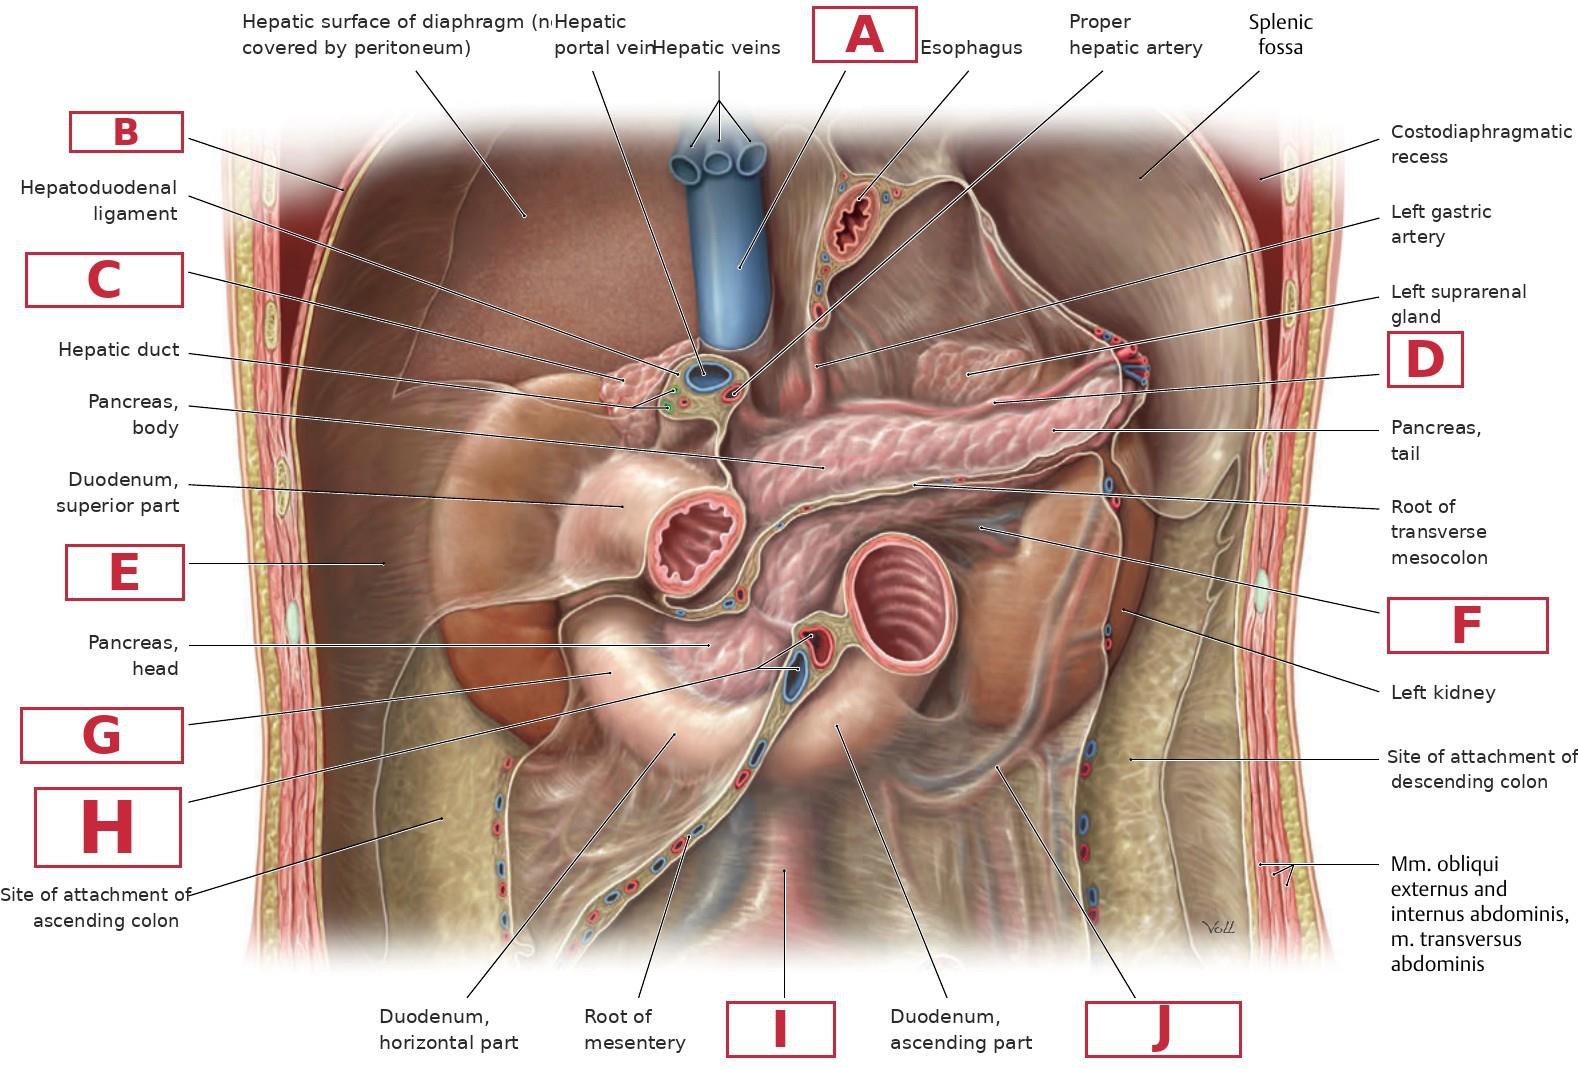 Hepatic surface of diaphragm (n
covered by peritoneum)
Hepatic
portal vein
Hepatic veins
A
Esophagus
Proper
hepatic artery
Splenic
fossa
B
Hepatoduodenal
ligament
C
Hepatic duct
Pancreas,
body
Duodenum,
superior part
E
Pancreas,
head
G
H
Site of attachment of
ascending colon
Costodiaphragmatic
recess
Left gastric
artery
Left suprarenal
gland
D
Pancreas,
tail
Root of
transverse
mesocolon
F
Left kidney
Site of attachment of
descending colon
Mm. obliqui
externus and
internus abdominis,
m. transversus
abdominis
Voll
Duodenum,
horizontal part
Root of
mesentery
I
Duodenum,
ascending part
J